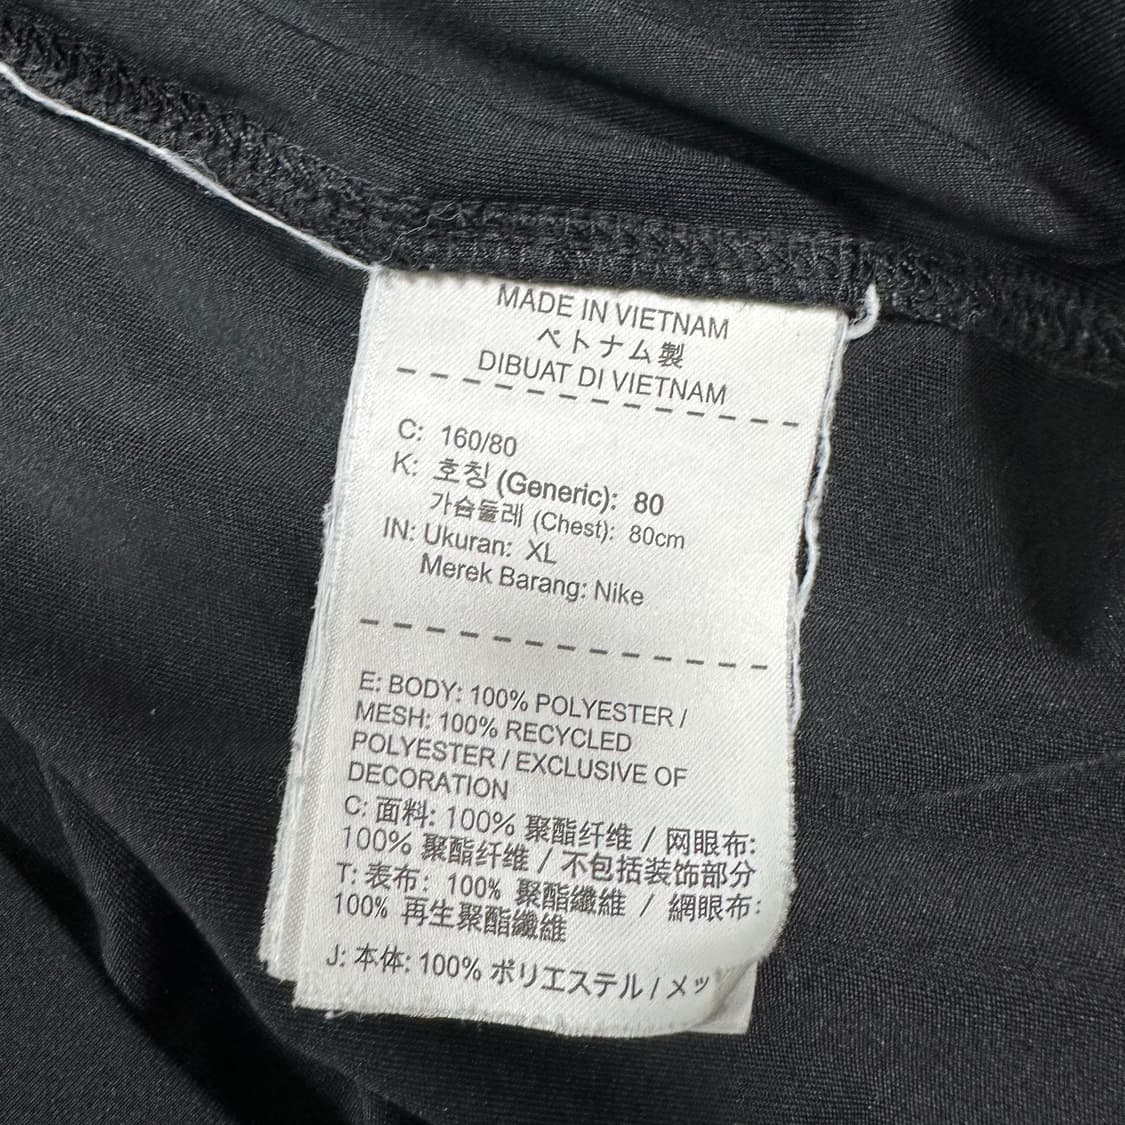 MADE IN VIETNAM
ベトナム製
DIBUAT DI VIETNAM
C: 160/80
K: 호칭 (Generic): 80
가슴둘레 (Chest): 80cm
IN: Ukuran: XL
Merek Barang: Nike
E: BODY: 100% POLYESTER /
MESH: 100% RECYCLED
POLYESTER / EXCLUSIVE OF
DECORATION
C: 面料: 100% 聚酯纤维 / 网眼布:
100% 聚酯纤维 / 不包括装饰部分
T: 表布: 100% 聚酯纖維 / 網眼布:
100% 再生聚酯纖維
J: 本体: 100% ポリエステル / メッ